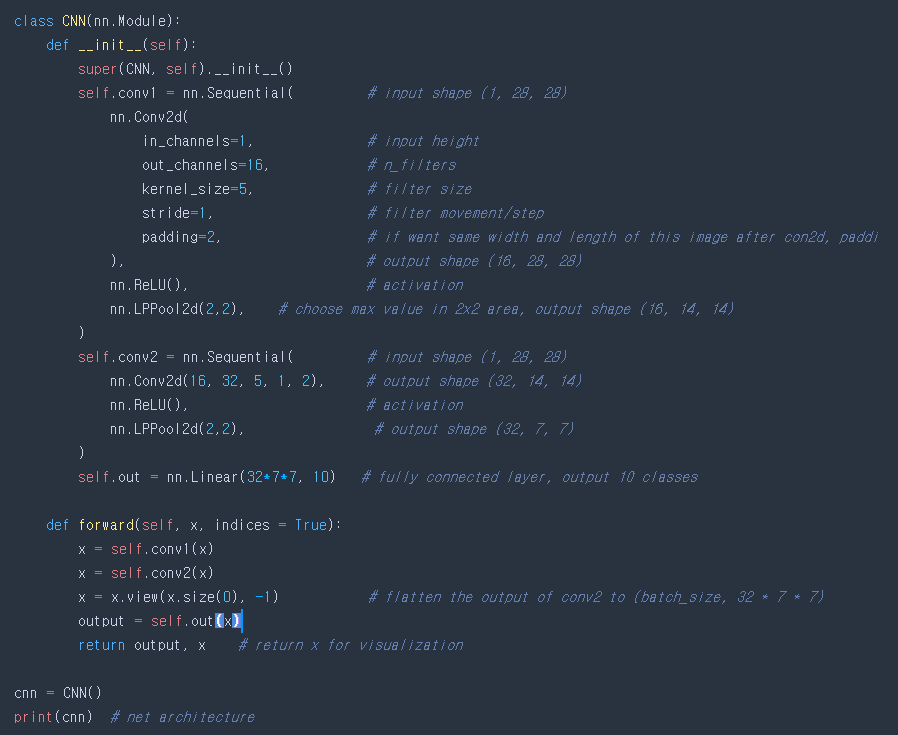 class CNN(nn.Module):
    def __init__(self):
        super(CNN, self).__init__()
        self.conv1 = nn.Sequential(         # input shape (1, 28, 28)
            nn.Conv2d(
                in_channels=1,              # input height
                out_channels=16,            # n_filters
                kernel_size=5,              # filter size
                stride=1,                   # filter movement/step
                padding=2,                  # if want same width and length of this image after con2d, paddi
            ),                              # output shape (16, 28, 28)
            nn.ReLU(),                      # activation
            nn.LPPool2d(2,2),    # choose max value in 2x2 area, output shape (16, 14, 14)
        )
        self.conv2 = nn.Sequential(         # input shape (1, 28, 28)
            nn.Conv2d(16, 32, 5, 1, 2),     # output shape (32, 14, 14)
            nn.ReLU(),                      # activation
            nn.LPPool2d(2,2),                # output shape (32, 7, 7)
        )
        self.out = nn.Linear(32*7*7, 10)   # fully connected layer, output 10 classes

    def forward(self, x, indices = True):
        x = self.conv1(x)
        x = self.conv2(x)
        x = x.view(x.size(0), -1)           # flatten the output of conv2 to (batch_size, 32 * 7 * 7)
        output = self.out(x)
        return output, x    # return x for visualization

cnn = CNN()
print(cnn)  # net architecture